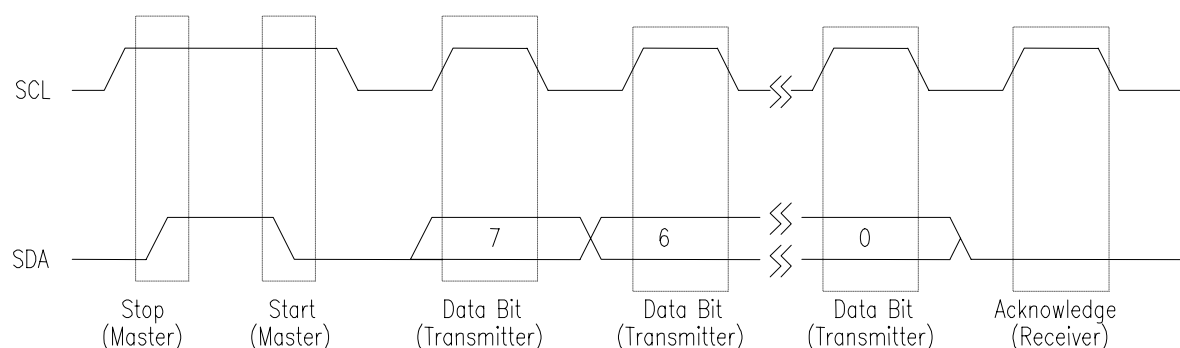 SCL
SDA
7
6
0
Stop
(Master)
Start
(Master)
Data Bit
(Transmitter)
Data Bit
(Transmitter)
Data Bit
(Transmitter)
Acknowledge
(Receiver)